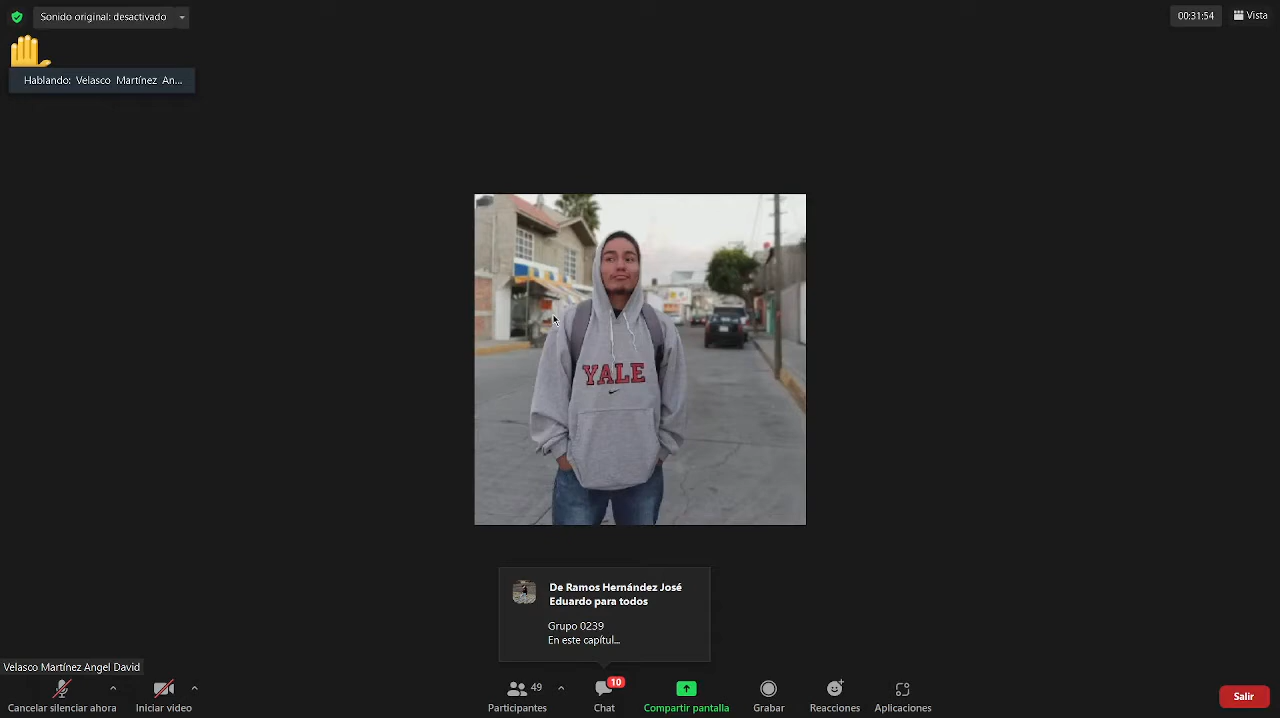 Sonido original: desactivado
00:31:54
Vista
Hablando: Velasco Martínez An...
YALE
De Ramos Hernández José
Eduardo para todos
Grupo 0239
En este capítul...
Velasco Martínez Angel David
Cancelar silenciar ahora
Iniciar video
49
Participantes
10
Chat
Compartir pantalla
Grabar
Reacciones
Aplicaciones
Salir